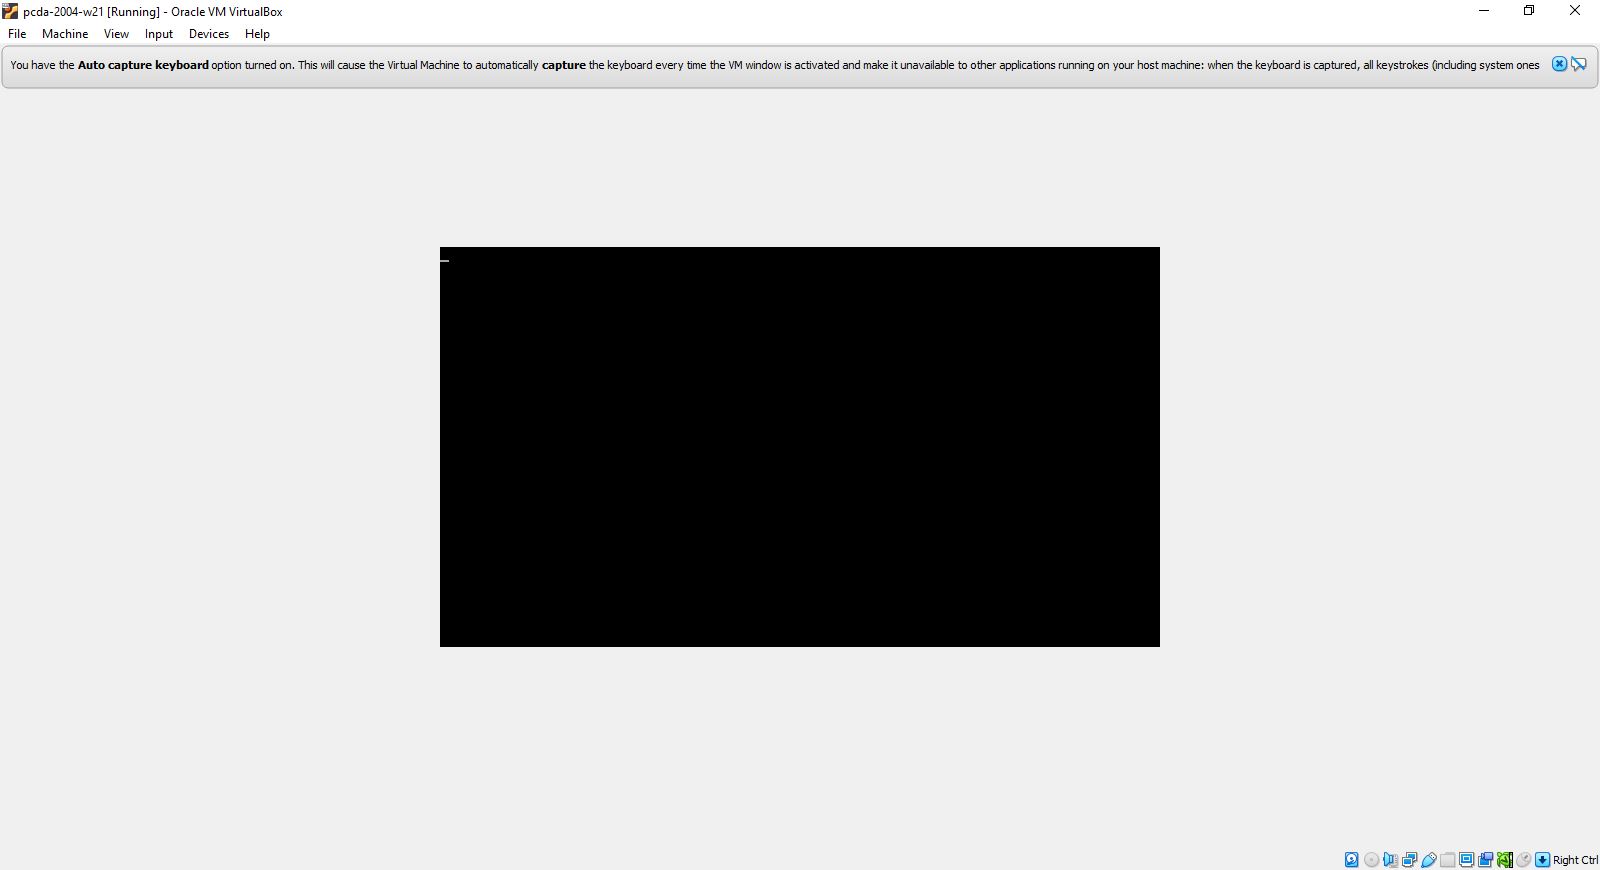 pcda-2004-w21 [Running] - Oracle VM VirtualBox
File Machine View Input Devices Help
You have the Auto capture keyboard option turned on. This will cause the Virtual Machine to automatically capture the keyboard every time the VM window is activated and make it unavailable to other applications running on your host machine: when the keyboard is captured, all keystrokes (including system ones
Right Ctrl